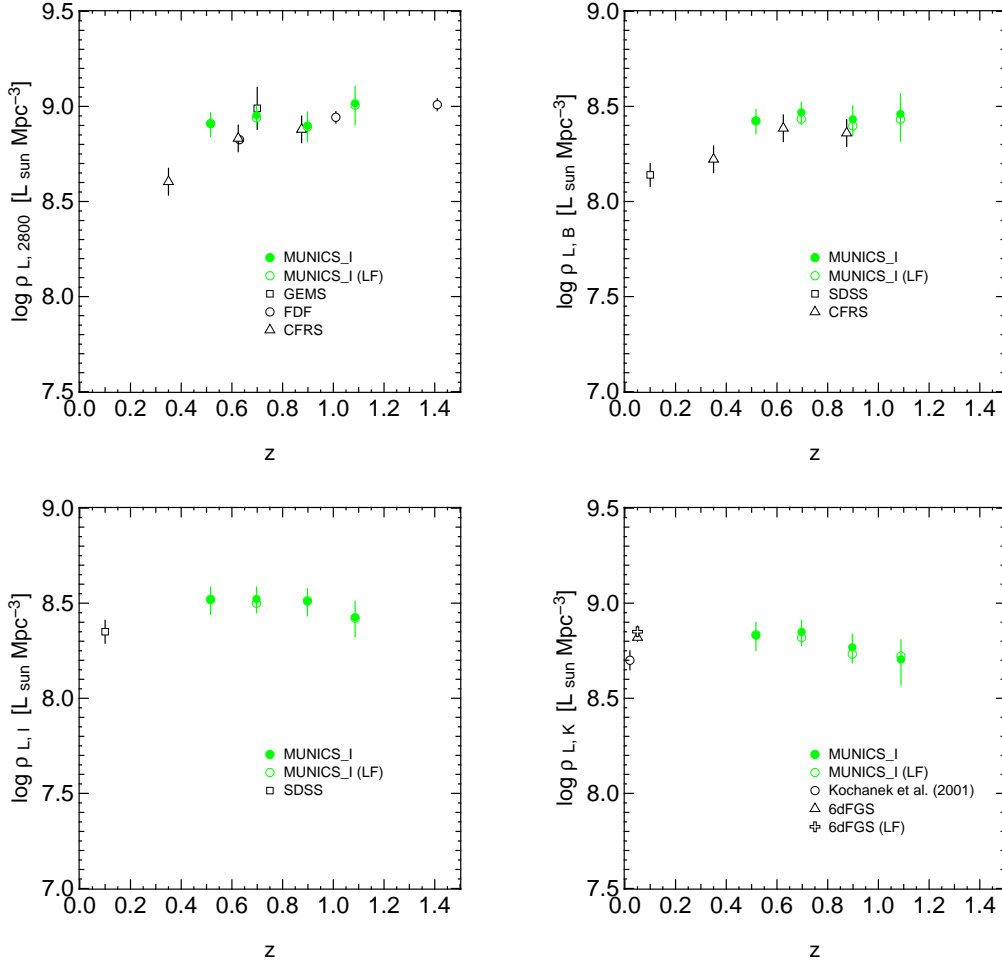 9.5
9.0
8.5
8.0
7.5
0.0 0.2 0.4 0.6 0.8 1.0 1.2 1.4
z
log ρ L, 2800 [L sun Mpc−3]
MUNICS_I
MUNICS_I (LF)
GEMS
FDF
CFRS
9.0
8.5
8.0
7.5
7.0
0.0 0.2 0.4 0.6 0.8 1.0 1.2 1.4
z
log ρ L, B [L sun Mpc−3]
MUNICS_I
MUNICS_I (LF)
SDSS
CFRS
9.0
8.5
8.0
7.5
7.0
0.0 0.2 0.4 0.6 0.8 1.0 1.2 1.4
z
log ρ L, I [L sun Mpc−3]
MUNICS_I
MUNICS_I (LF)
SDSS
9.5
9.0
8.5
8.0
7.5
0.0 0.2 0.4 0.6 0.8 1.0 1.2 1.4
z
log ρ L, K [L sun Mpc−3]
MUNICS_I
MUNICS_I (LF)
Kochanek et al. (2001)
6dFGS
6dFGS (LF)